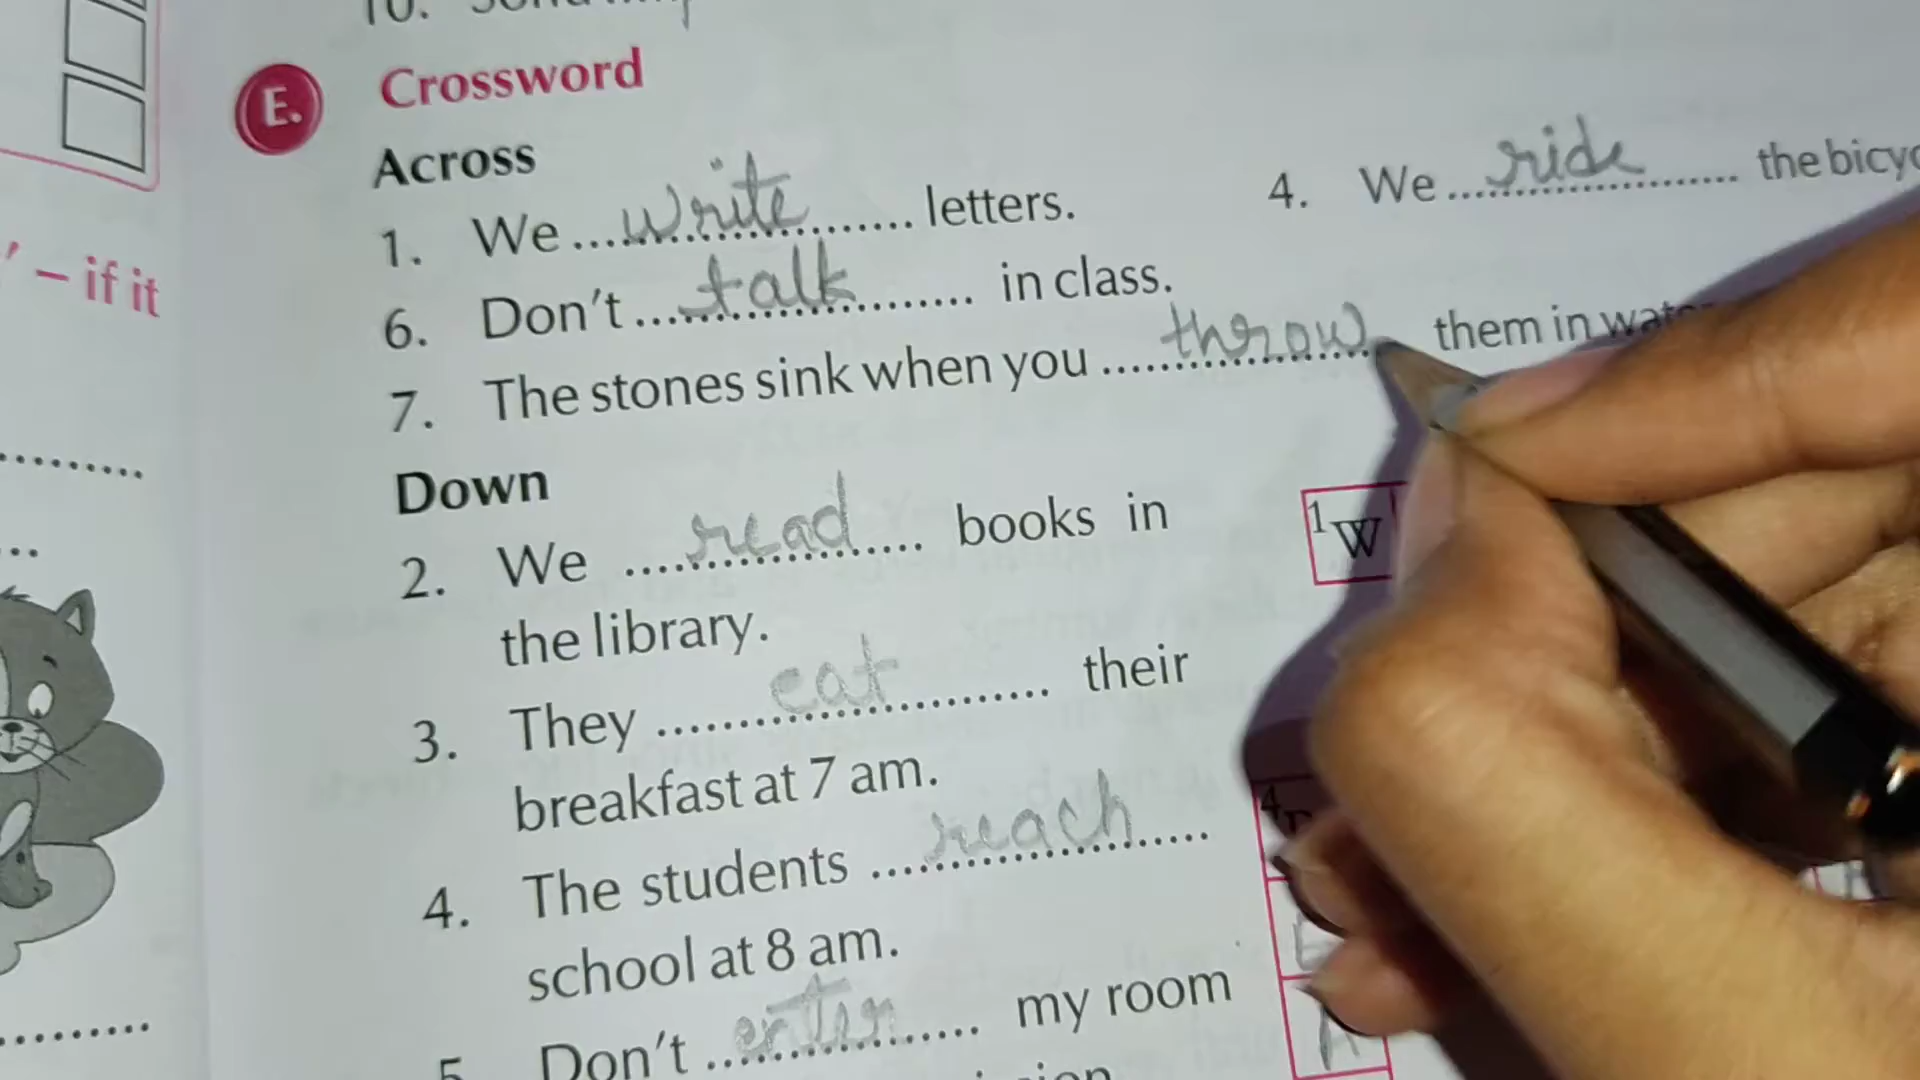 10.
E. Crossword
Across
1. We ... write ... letters.
4. We ... ride ... the bicyc
6. Don't ... talk ... in class.
7. The stones sink when you ... throw ... them in wat
' – if it
Down
2. We ... read ... books in
the library.
3. They ... eat ... their
breakfast at 7 am.
4. The students ... reach ...
school at 8 am.
5 Don't ... enter ... my room
ion
1 W
4
E
A